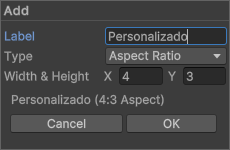 Add
Label Personalizado
Type Aspect Ratio
Width & Height X 4 Y 3
Personalizado (4:3 Aspect)
Cancel OK